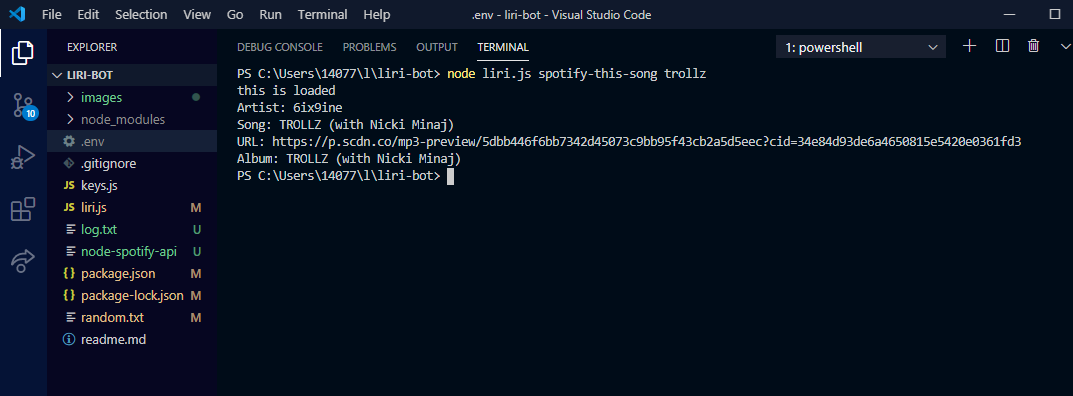 File Edit Selection View Go Run Terminal Help .env - liri-bot - Visual Studio Code
EXPLORER
LIRI-BOT
images
node_modules
.env
.gitignore
keys.js
JS liri.js M
log.txt U
node-spotify-api U
{} package.json M
{} package-lock.json M
random.txt M
readme.md
10
DEBUG CONSOLE PROBLEMS OUTPUT TERMINAL 1: powershell
PS C:\Users\14077\l\liri-bot> node liri.js spotify-this-song trollz
this is loaded
Artist: 6ix9ine
Song: TROLLZ (with Nicki Minaj)
URL: https://p.scdn.co/mp3-preview/5dbb446f6bb7342d45073c9bb95f43cb2a5d5eec?cid=34e84d93de6a4650815e5420e0361fd3
Album: TROLLZ (with Nicki Minaj)
PS C:\Users\14077\l\liri-bot>